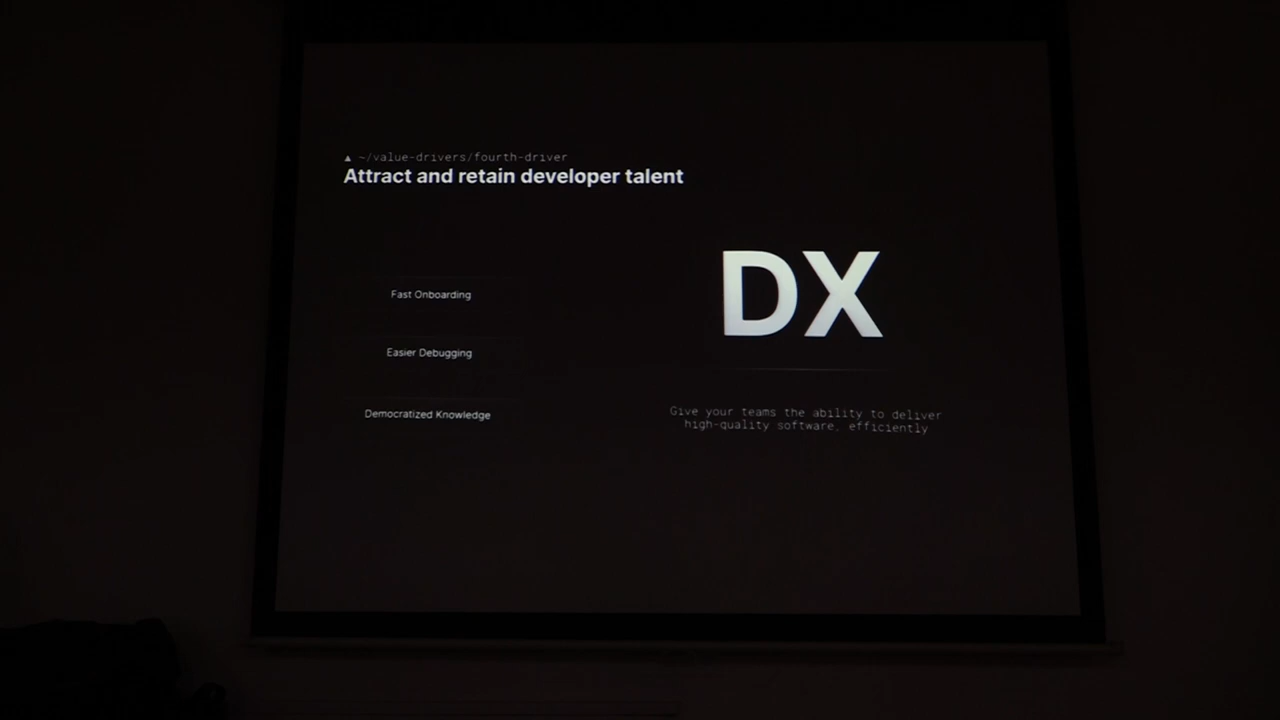 ▲ ~/value-drivers/fourth-driver
Attract and retain developer talent
Fast Onboarding
Easier Debugging
Democratized Knowledge
DX
Give your teams the ability to deliver
high-quality software, efficiently